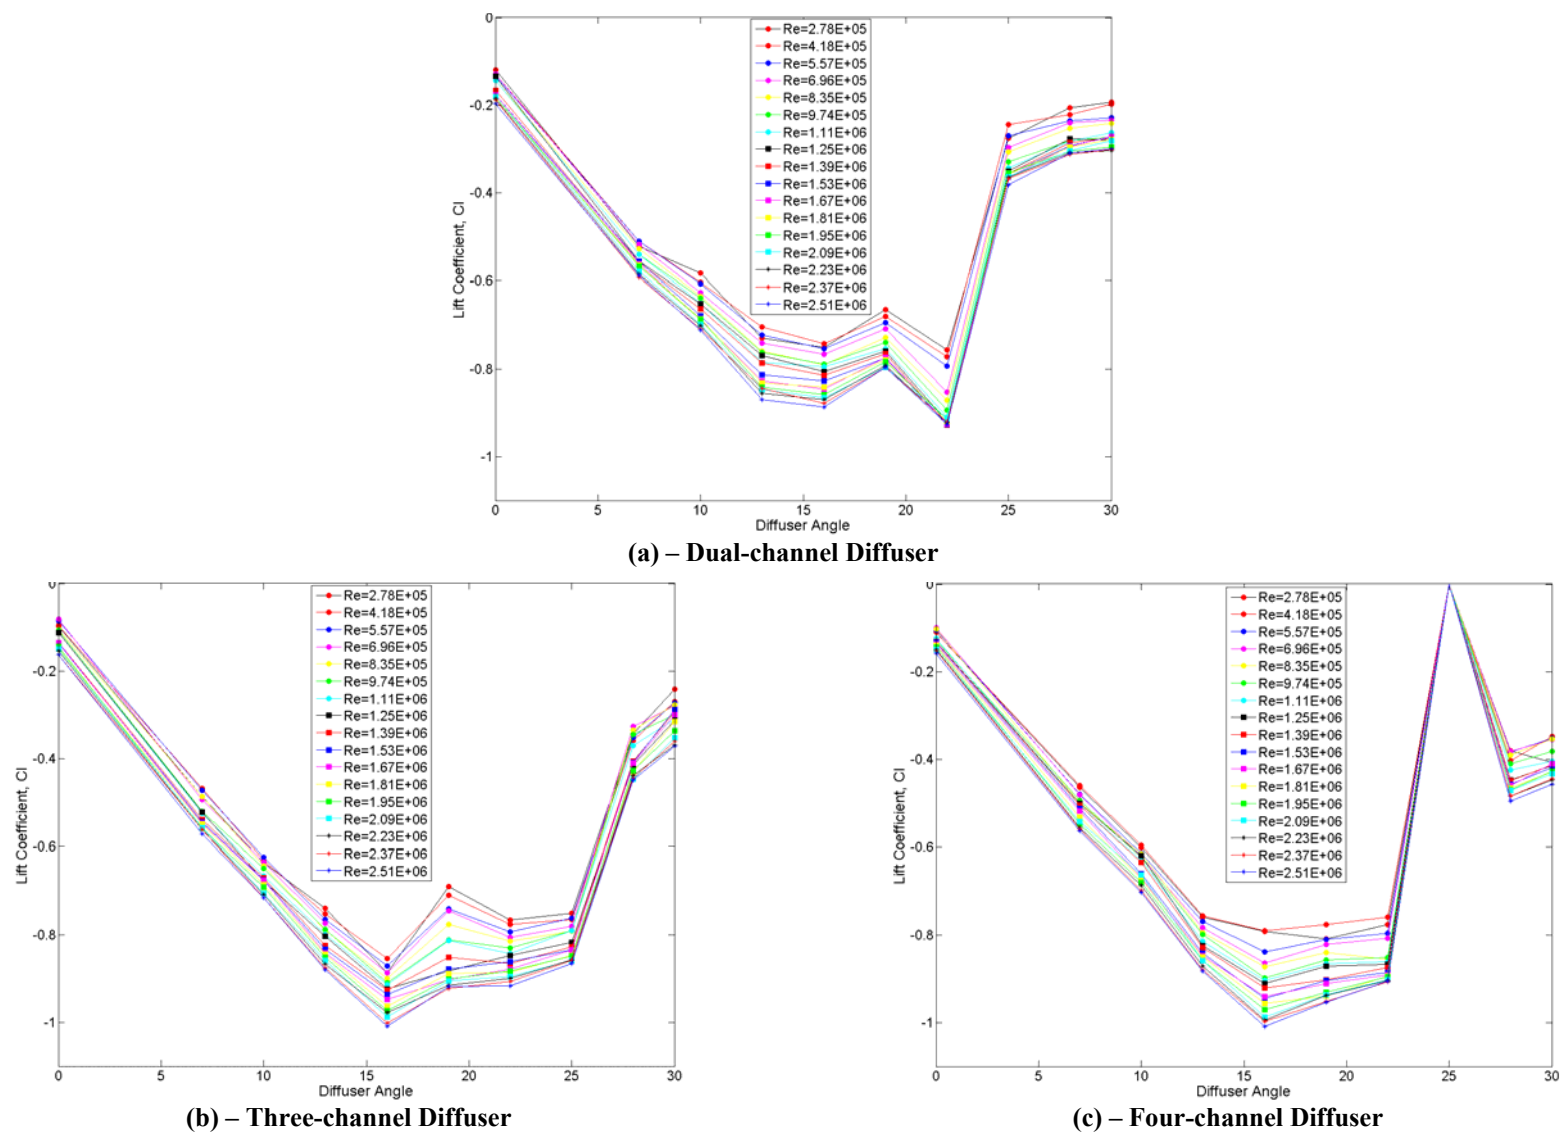 0
-0.2
-0.4
-0.6
-0.8
-1
Lift Coefficient, Cl
Re=2.78E+05
Re=4.18E+05
Re=5.57E+05
Re=6.96E+05
Re=8.35E+05
Re=9.74E+05
Re=1.11E+06
Re=1.25E+06
Re=1.39E+06
Re=1.53E+06
Re=1.67E+06
Re=1.81E+06
Re=1.95E+06
Re=2.09E+06
Re=2.23E+06
Re=2.37E+06
Re=2.51E+06
0 5 10 15 20 25 30
Diffuser Angle
(a) – Dual-channel Diffuser
0
-0.2
-0.4
-0.6
-0.8
-1
Lift Coefficient, Cl
Re=2.78E+05
Re=4.18E+05
Re=5.57E+05
Re=6.96E+05
Re=8.35E+05
Re=9.74E+05
Re=1.11E+06
Re=1.25E+06
Re=1.39E+06
Re=1.53E+06
Re=1.67E+06
Re=1.81E+06
Re=1.95E+06
Re=2.09E+06
Re=2.23E+06
Re=2.37E+06
Re=2.51E+06
0 5 10 15 20 25 30
Diffuser Angle
(b) – Three-channel Diffuser
0
-0.2
-0.4
-0.6
-0.8
-1
Lift Coefficient, Cl
Re=2.78E+05
Re=4.18E+05
Re=5.57E+05
Re=6.96E+05
Re=8.35E+05
Re=9.74E+05
Re=1.11E+06
Re=1.25E+06
Re=1.39E+06
Re=1.53E+06
Re=1.67E+06
Re=1.81E+06
Re=1.95E+06
Re=2.09E+06
Re=2.23E+06
Re=2.37E+06
Re=2.51E+06
0 5 10 15 20 25 30
Diffuser Angle
(c) – Four-channel Diffuser